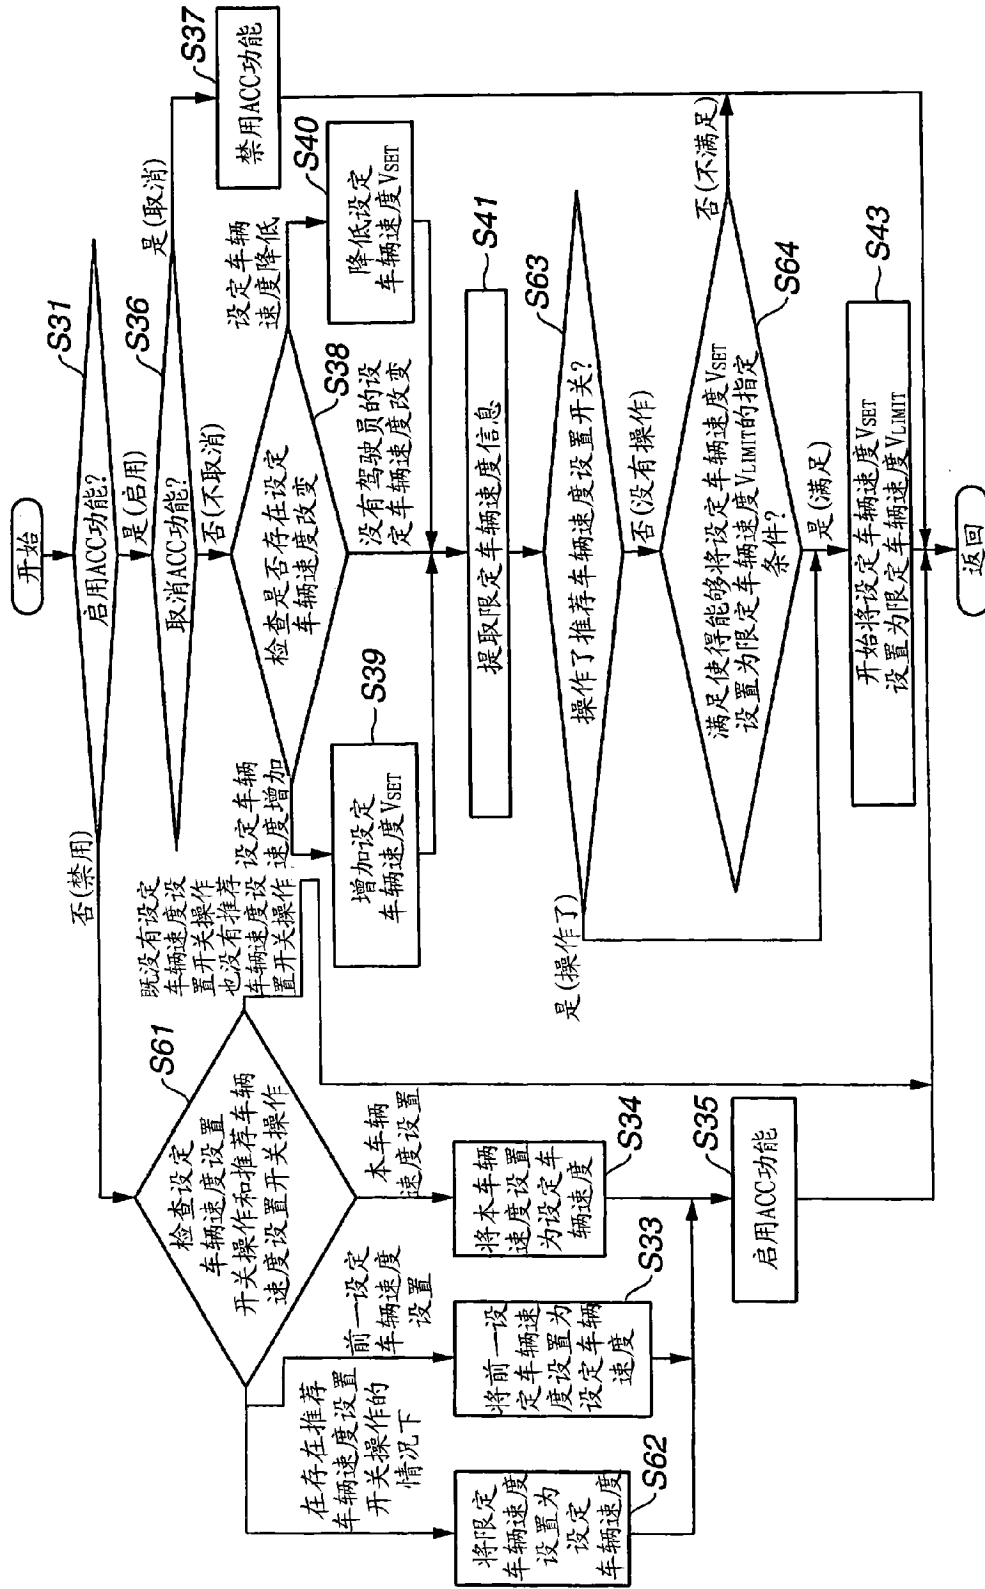 开始
S31
启用ACC功能?
否(禁用)
是(启用)
S36
取消ACC功能?
是(取消)
否(不取消)
S37
禁用ACC功能
S38
检查是否存在设定
车辆速度改变
设定车辆
速度降低
设定车辆
速度增加
没有驾驶员的设
定车辆速度改变
S40
降低设定
车辆速度VSET
S39
增加设定
车辆速度VSET
S41
提取限定车辆速度信息
S63
操作了推荐车辆速度设置开关?
是(操作了)
否(没有操作)
S64
满足使得能够将设定车辆速度VSET
设置为限定车辆速度VLIMIT的指定
条件?
否(不满足)
是(满足)
S43
开始将设定车辆速度VSET
设置为限定车辆速度VLIMIT
返回
S61
检查设定
车辆速度设置
开关操作和推荐车辆
速度设置开关操作
既没有设定
车辆速度设
置开关操作
也没有推荐
车辆速度设
置开关操作
本车辆
速度设置
前一设定
车辆速度
设置
在存在推荐
车辆速度设置
开关操作的
情况下
S34
将本车辆
速度设置
为设定车
辆速度
S33
将前一设
定车辆速
度设置为
设定车辆
速度
S62
将限定
车辆速度
设置为
设定
车辆速度
S35
启用ACC功能